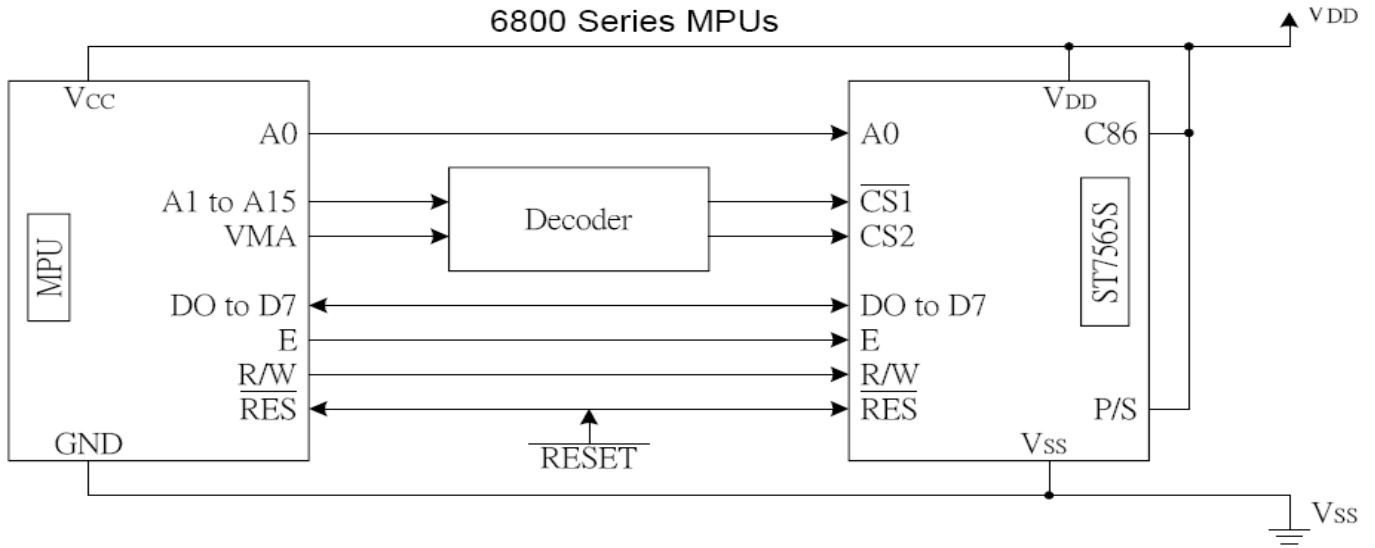 6800 Series MPUs
VDD
VCC
VDD
A0
A0
C86
A1 to A15
CS1
VMA
Decoder
CS2
MPU
ST7565S
DO to D7
DO to D7
E
E
R/W
R/W
RES
RES
P/S
GND
RESET
VSS
VSS